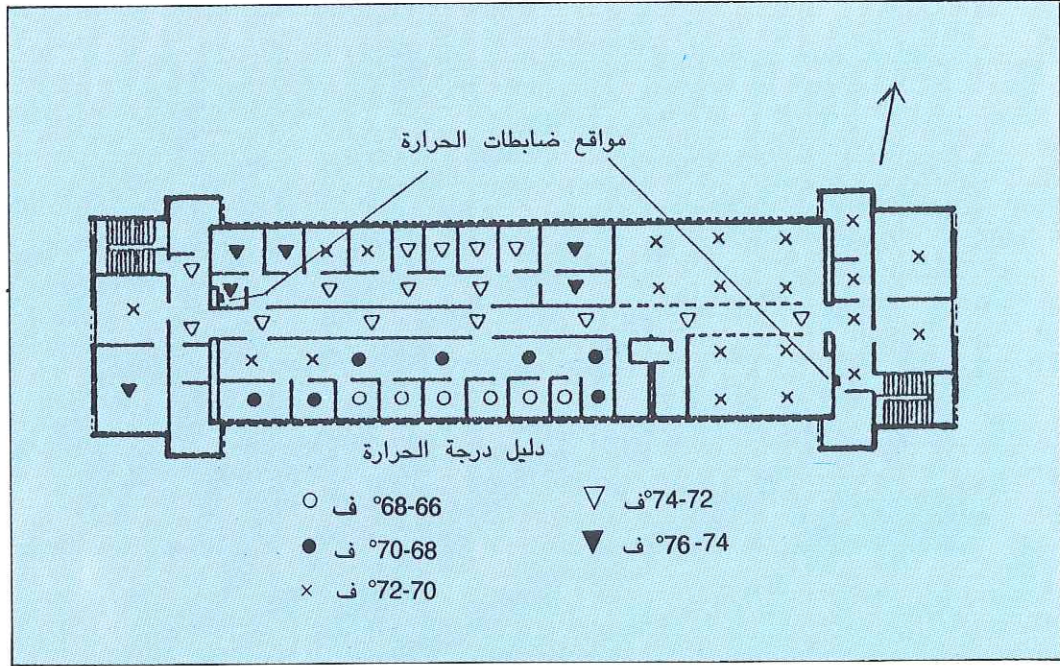 مواقع ضابطات الحرارة
دليل درجة الحرارة
68-66° ف
70-68° ف
72-70° ف
74-72°ف
76-74° ف